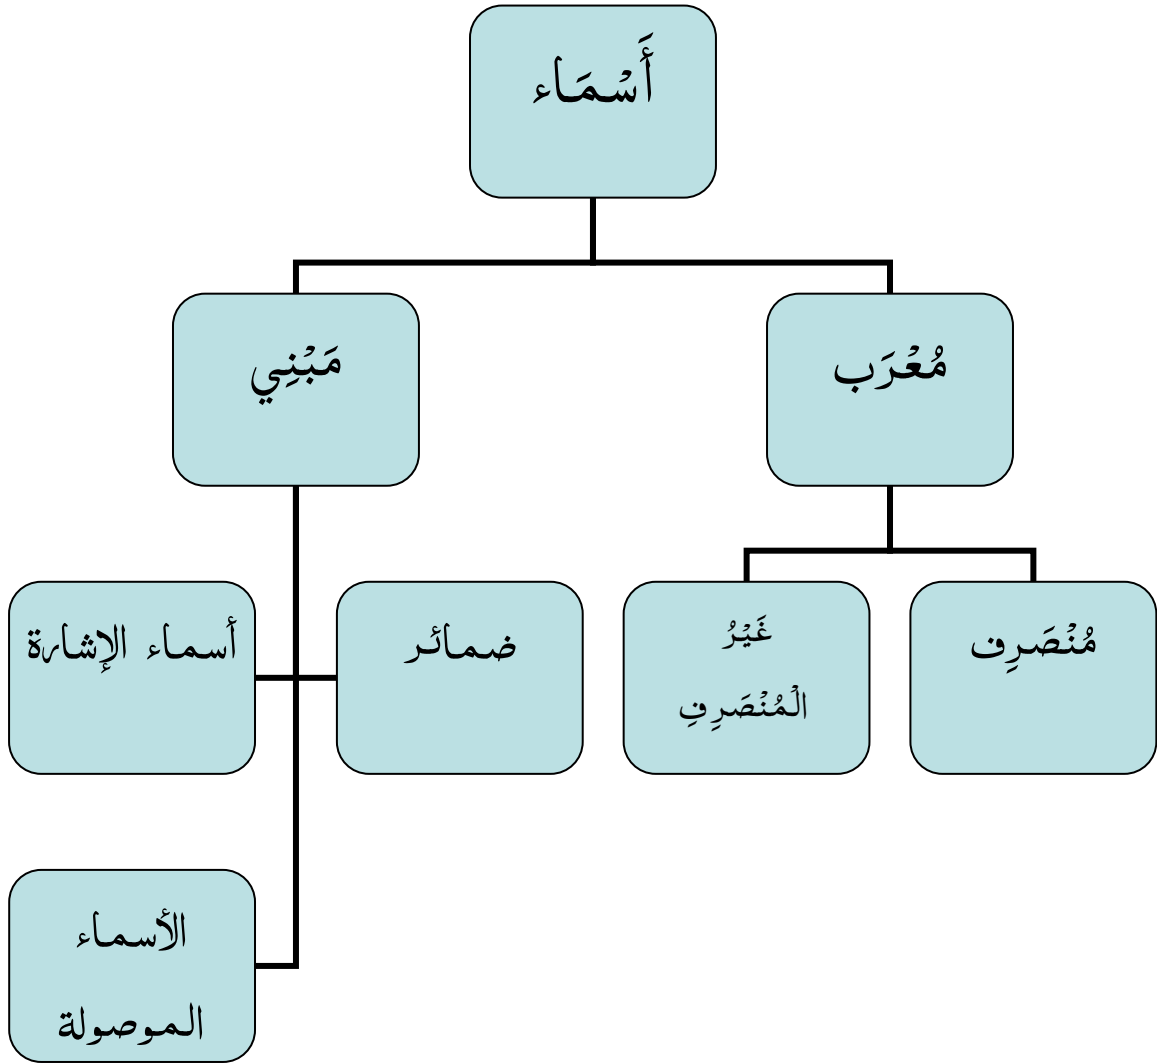 أَسْمَاء
مُعْرَب
مَبْنِي
مُنْصَرِف
غَيْرُ
الْمُنْصَرِفِ
ضمائر
أسماء الإشارة
الأسماء
الموصولة